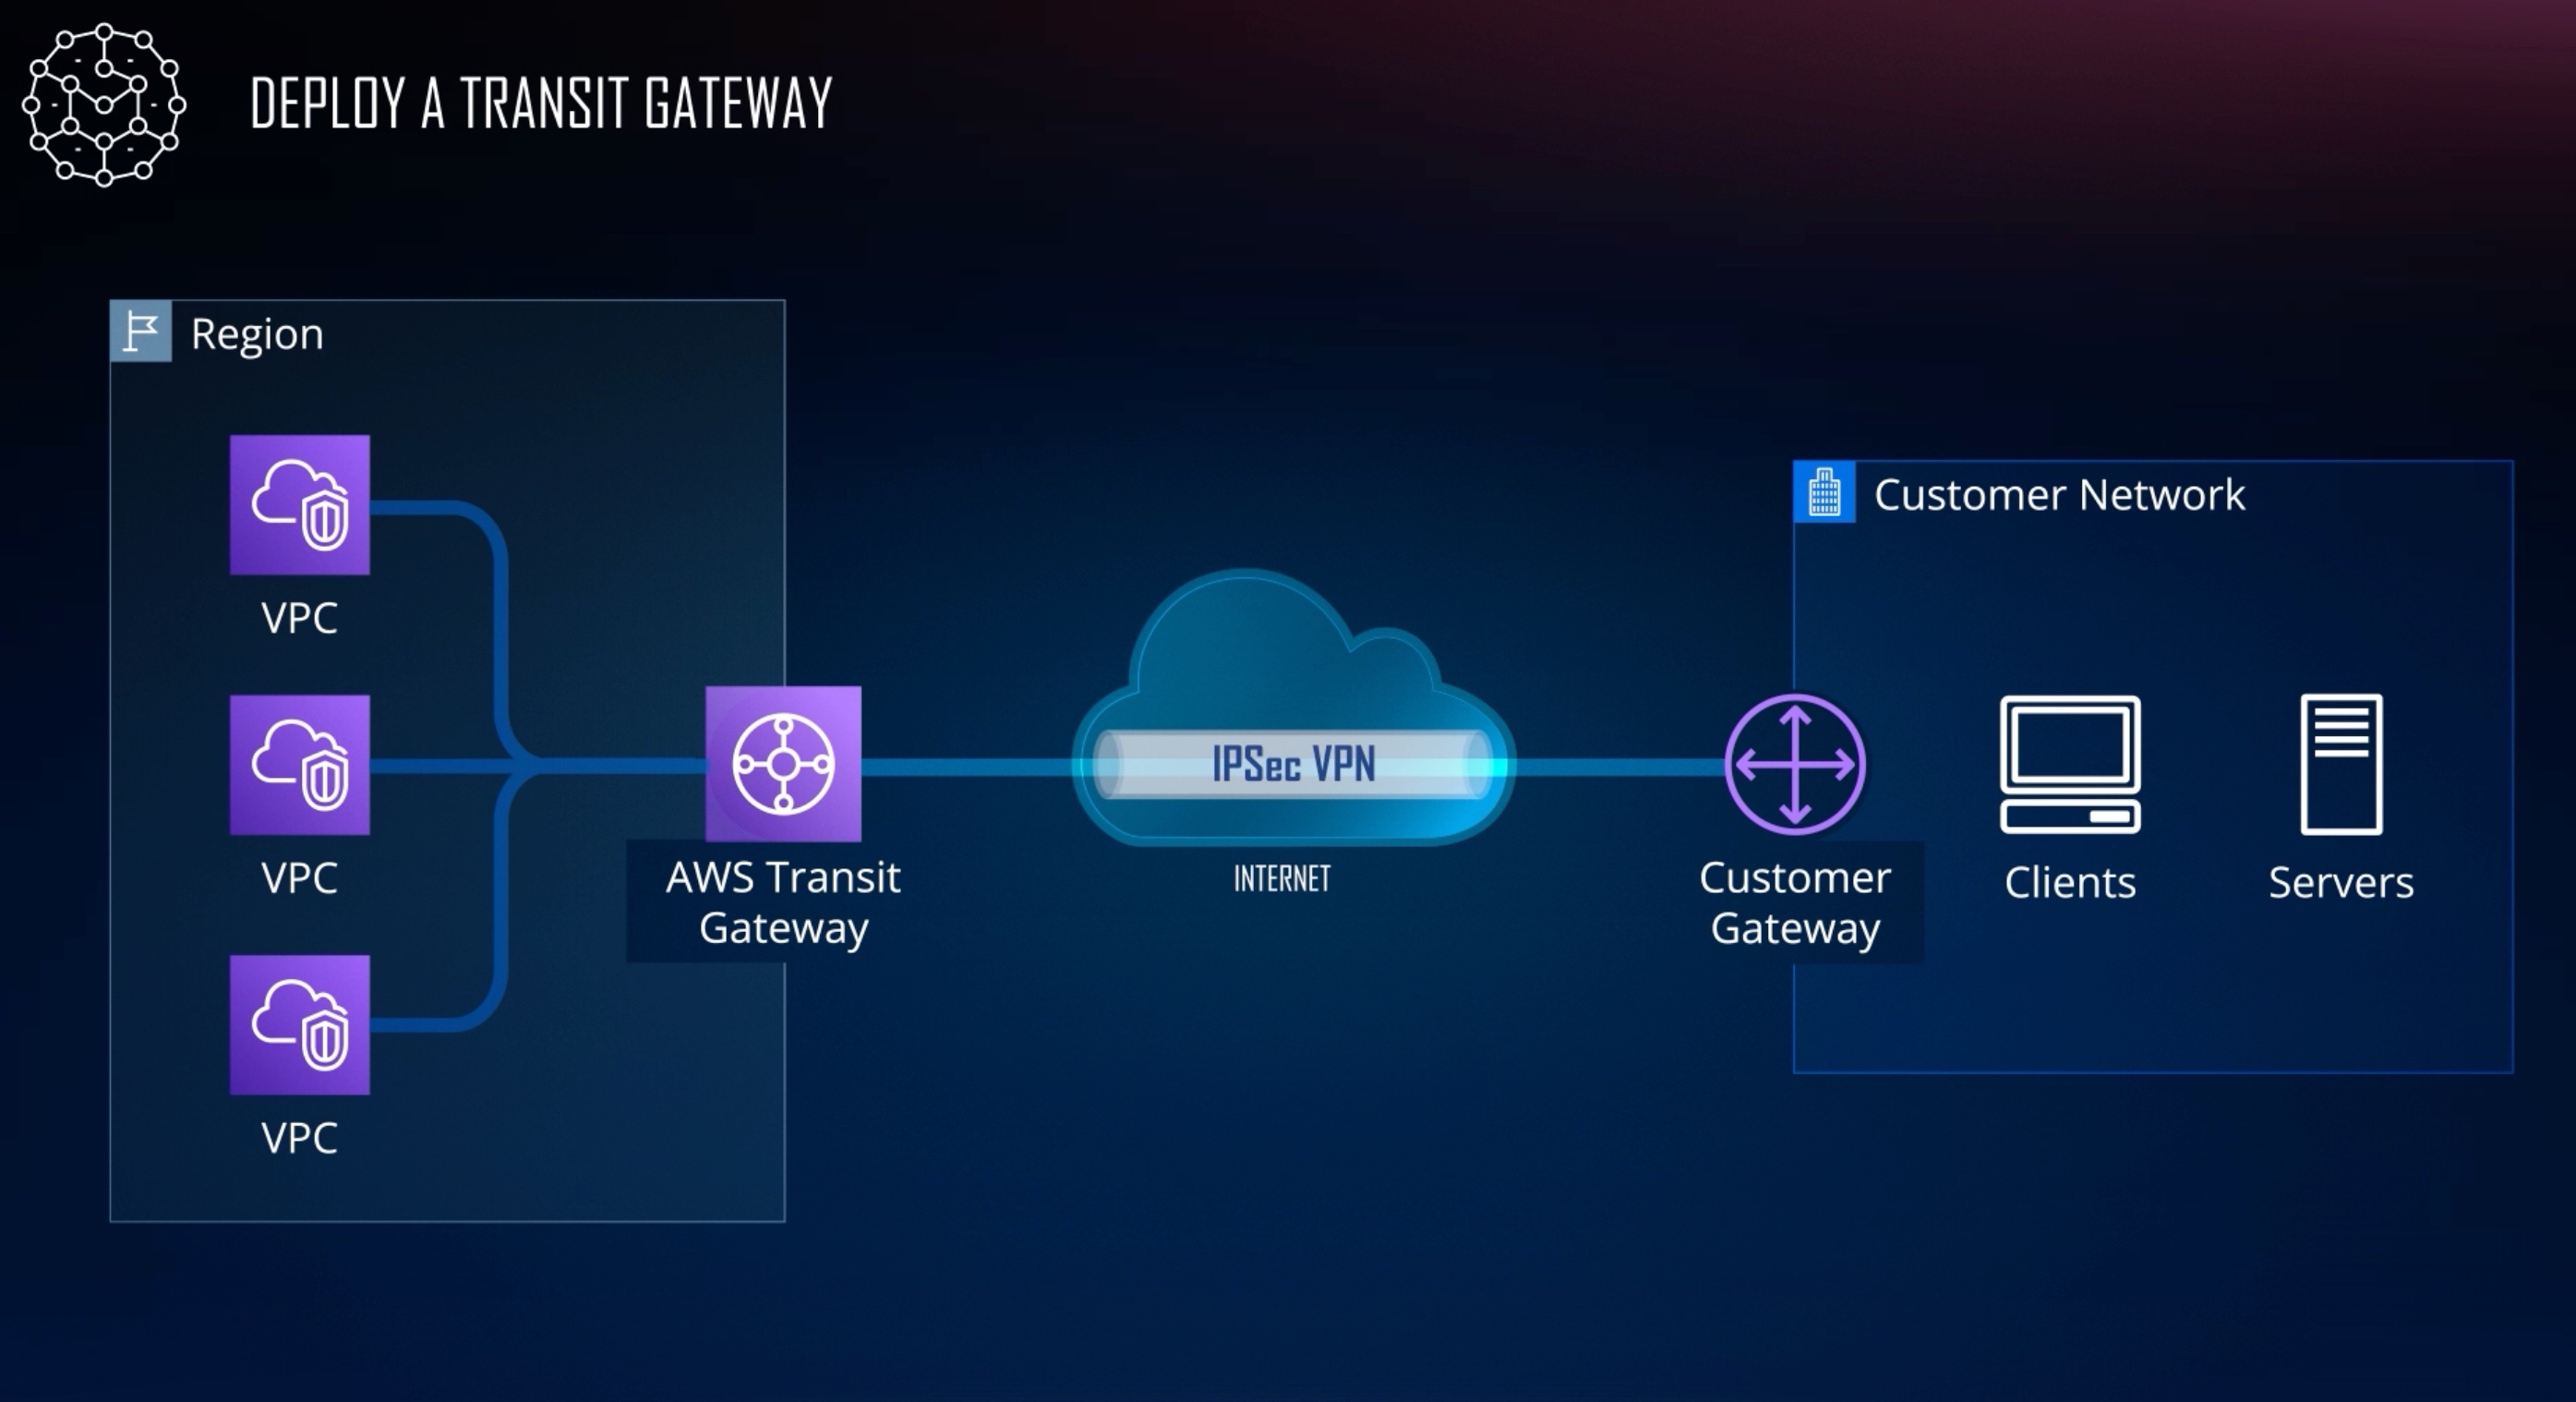 DEPLOY A TRANSIT GATEWAY
Region
VPC
VPC
VPC
AWS Transit
Gateway
IPSec VPN
INTERNET
Customer Network
Customer
Gateway
Clients
Servers